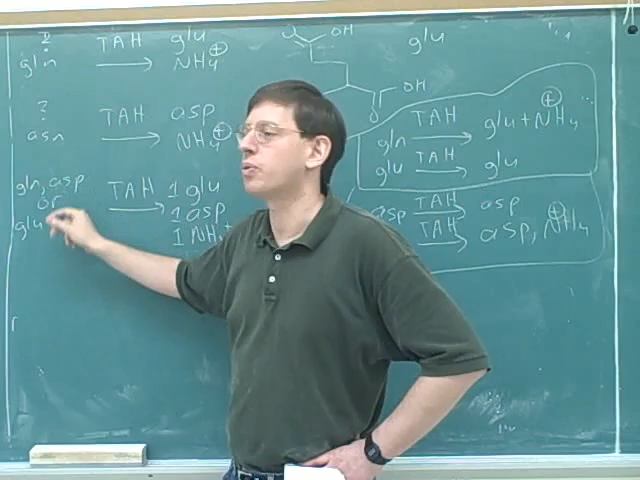 ? TAH glu
gln → NH4 ⊕
? TAH asp
asn → NH4 ⊕
gln, asp TAH 1 glu
or → 1 asp
glu 1 NH4+
O OH glu
OH
O
gln TAH → glu + NH4 ⊕
glu TAH → glu
asp TAH → asp
TAH → asp, NH4 ⊕